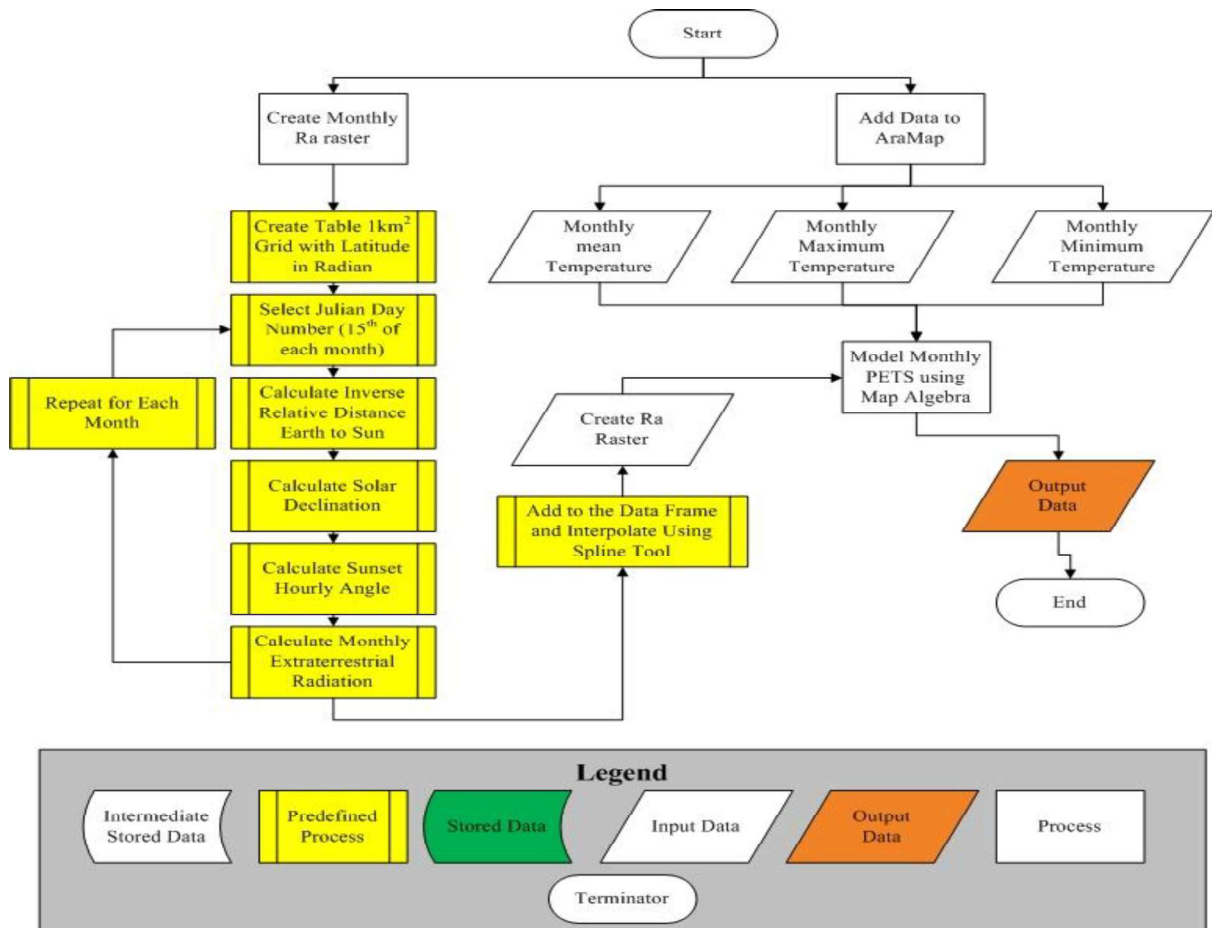 Start
Create Monthly
Ra raster
Add Data to
AraMap
Create Table 1km²
Grid with Latitude
in Radian
Monthly
mean
Temperature
Monthly
Maximum
Temperature
Monthly
Minimum
Temperature
Select Julian Day
Number (15th of
each month)
Repeat for Each
Month
Calculate Inverse
Relative Distance
Earth to Sun
Model Monthly
PETS using
Map Algebra
Create Ra
Raster
Calculate Solar
Declination
Output
Data
Add to the Data Frame
and Interpolate Using
Spline Tool
Calculate Sunset
Hourly Angle
End
Calculate Monthly
Extraterrestrial
Radiation
Legend
Intermediate
Stored Data
Predefined
Process
Stored Data
Input Data
Output
Data
Process
Terminator